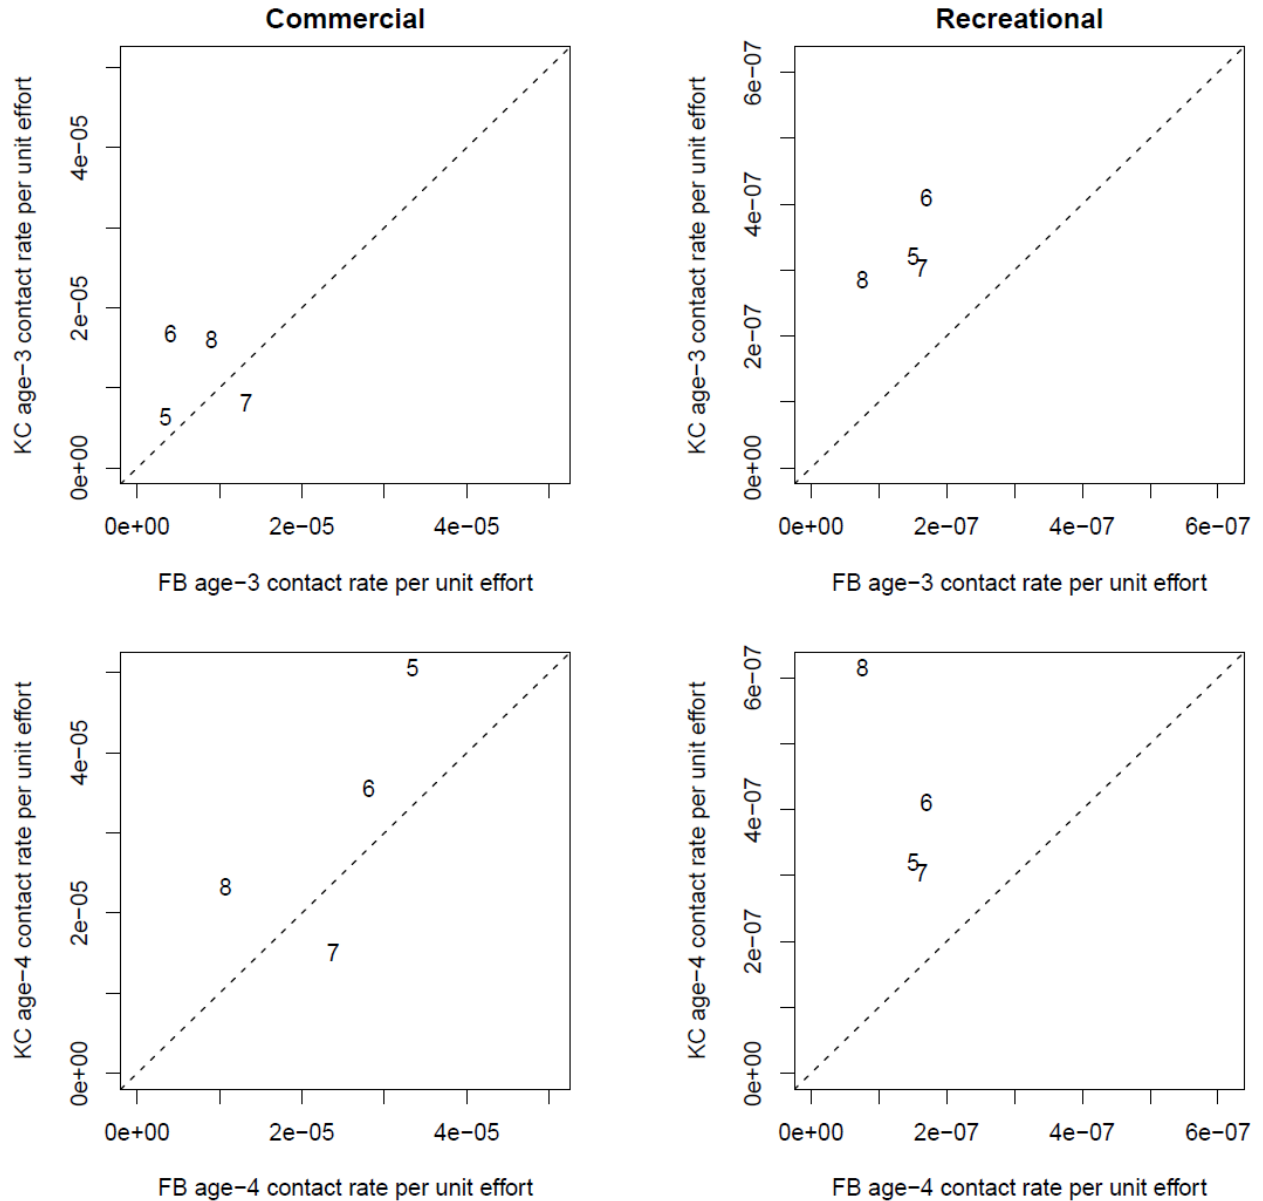 Commercial
Recreational
KC age−3 contact rate per unit effort
0e+00 2e−05 4e−05
6 8
5 7
0e+00 2e−05 4e−05
FB age−3 contact rate per unit effort
KC age−3 contact rate per unit effort
0e+00 2e−07 4e−07 6e−07
6
5
7
8
0e+00 2e−07 4e−07 6e−07
FB age−3 contact rate per unit effort
KC age−4 contact rate per unit effort
0e+00 2e−05 4e−05
5
6
8
7
0e+00 2e−05 4e−05
FB age−4 contact rate per unit effort
KC age−4 contact rate per unit effort
0e+00 2e−07 4e−07 6e−07
8
6
5
7
0e+00 2e−07 4e−07 6e−07
FB age−4 contact rate per unit effort